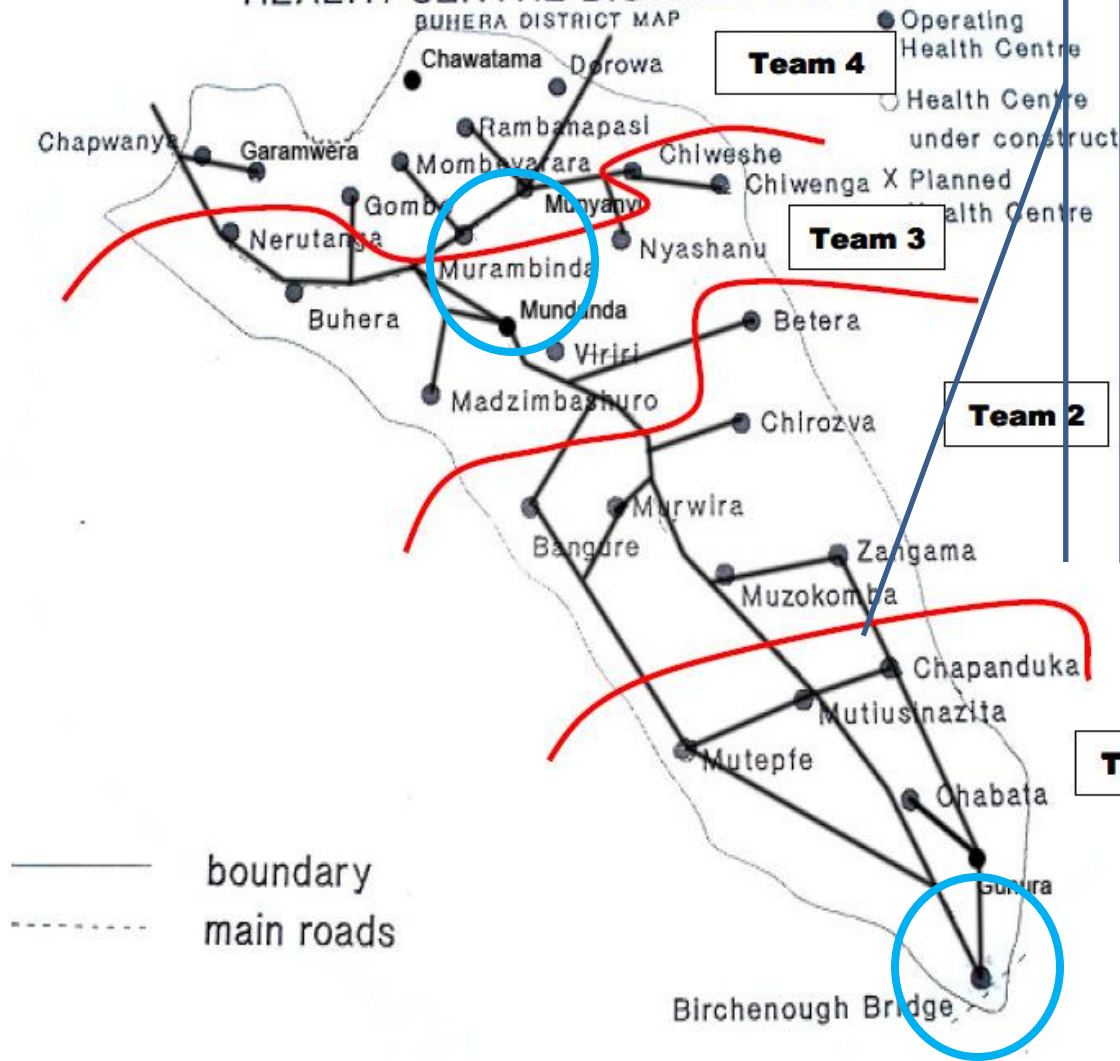 BUHERA DISTRICT MAP
Operating
Health Centre
Health Centre
under construct
X Planned
Health Centre
Team 4
Chawatama
Dorowa
Rambanapasi
Chapwanya
Garamwera
Mombeyarara
Chiweshe
Chiwenga
Gombe
Munyanyi
Nerutanga
Nyashanu
Team 3
Murambinda
Buhera
Mundanda
Betera
Viriri
Madzimbashuro
Chirozva
Team 2
Murwira
Bangure
Zangama
Muzokomba
Chapanduka
Mutiusinazita
Mutepfe
T
Chabata
Gunura
boundary
main roads
Birchenough Bridge